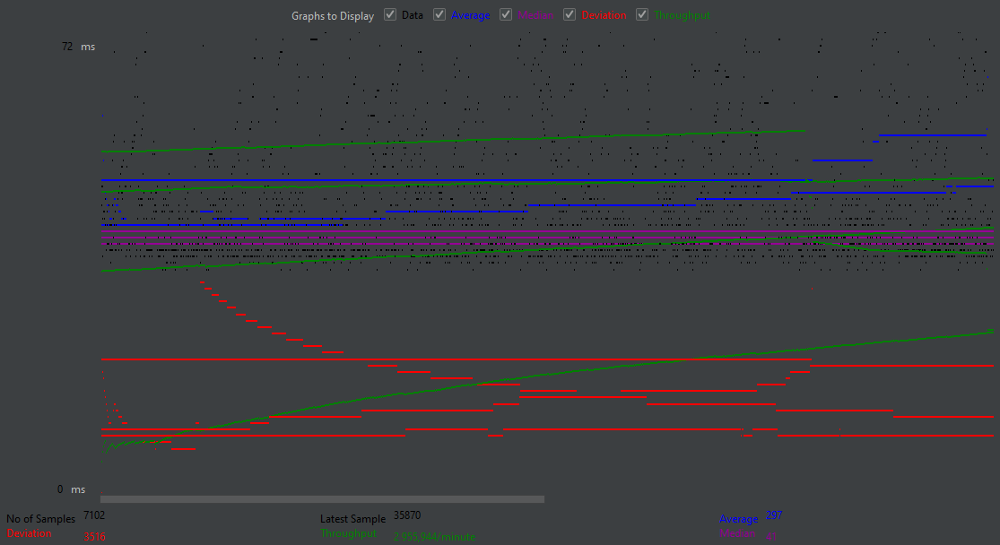 Graphs to Display Data Average Median Deviation Throughput
72 ms
0 ms
No of Samples 7102 Latest Sample 35870 Average 297
Deviation 3516 Throughput 2 955,944/minute Median 41